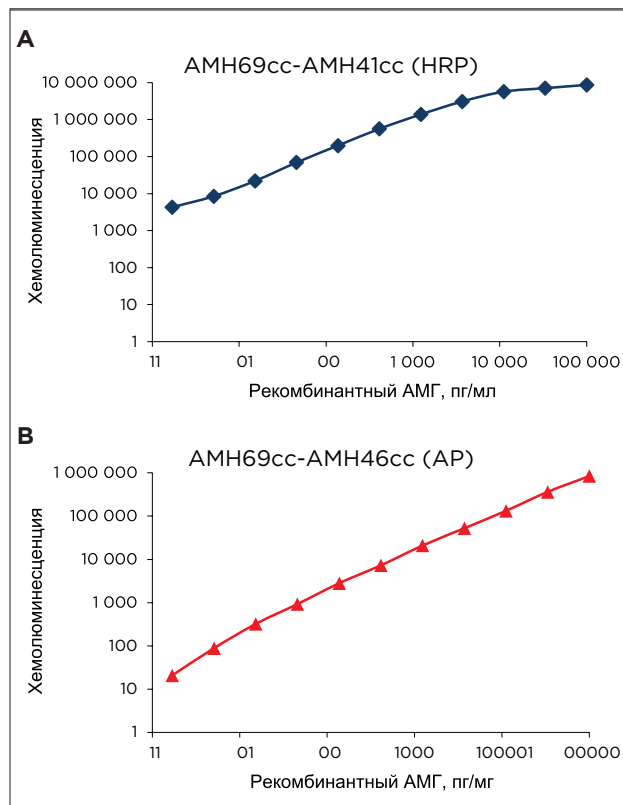 A
AMH69cc-AMH41cc (HRP)
Хемолюминесценция
10 000 000
1 000 000
100 000
10 000
1 000
100
10
1
11 01 00 1 000 10 000 100 000
Рекомбинантный АМГ, пг/мл
B
AMH69cc-AMH46cc (AP)
Хемолюминесценция
1 000 000
100 000
10 000
1 000
100
10
1
11 01 00 1000 100001 00000
Рекомбинантный АМГ, пг/мг